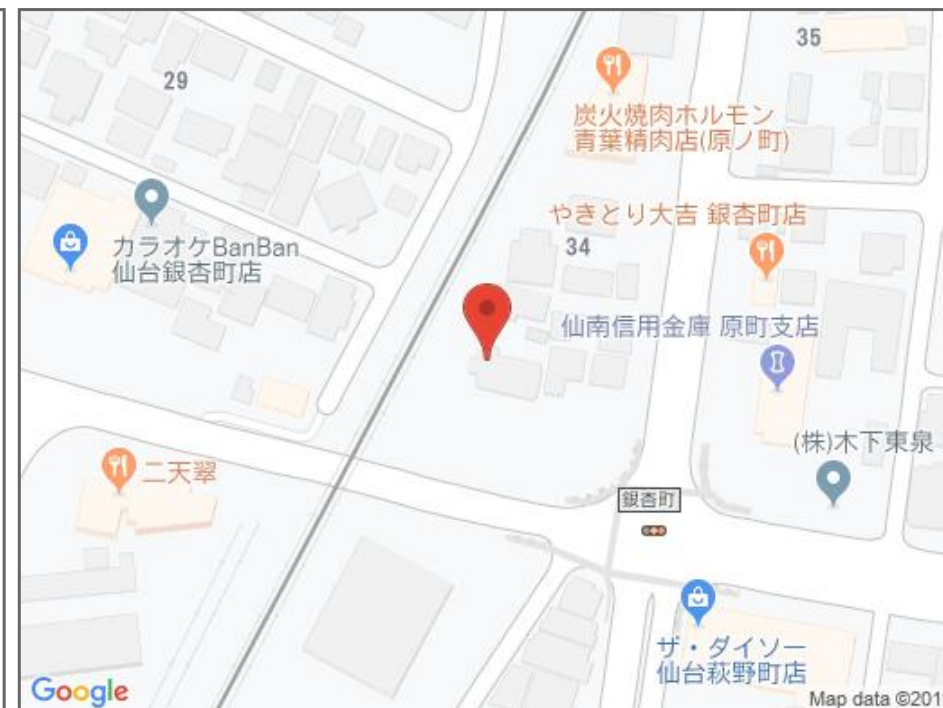 35
29
炭火焼肉ホルモン
青葉精肉店(原ノ町)
やきとり大吉 銀杏町店
カラオケBanBan
仙台銀杏町店
34
仙南信用金庫 原町支店
(株)木下東泉
二天翠
銀杏町
ザ・ダイソー
仙台萩野町店
Google
Map data ©201